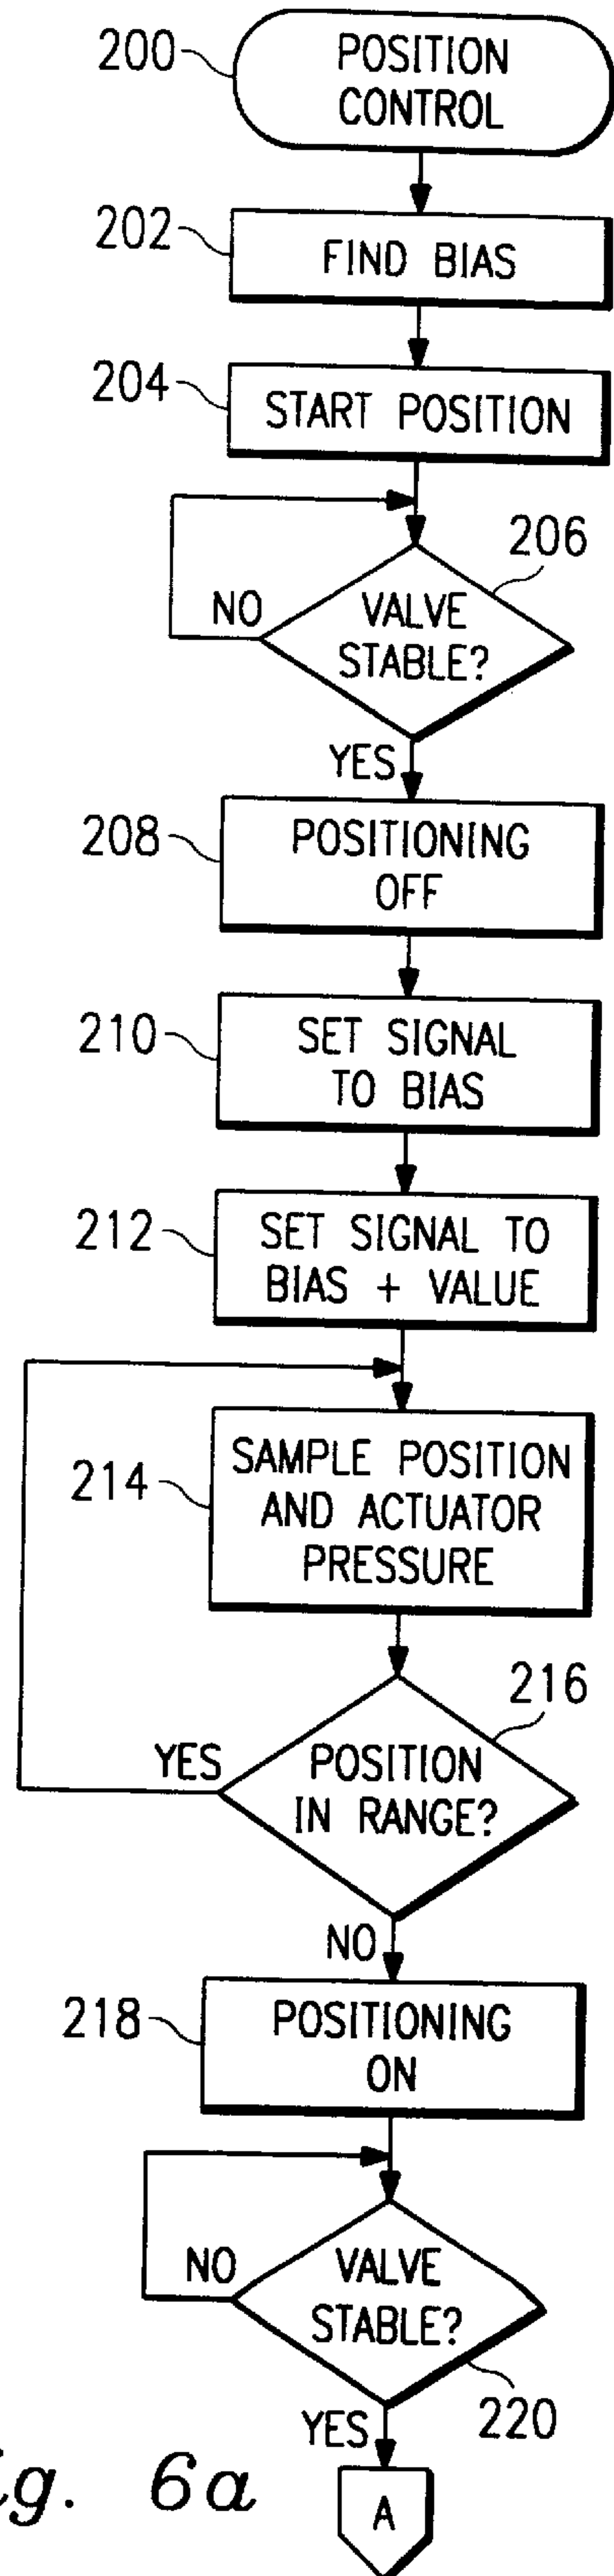 200
POSITION
CONTROL
202
FIND BIAS
204
START POSITION
206
NO
VALVE
STABLE?
YES
208
POSITIONING
OFF
210
SET SIGNAL
TO BIAS
212
SET SIGNAL TO
BIAS + VALUE
214
SAMPLE POSITION
AND ACTUATOR
PRESSURE
216
YES
POSITION
IN RANGE?
NO
218
POSITIONING
ON
NO
VALVE
STABLE?
220
YES
A
ig. 6a